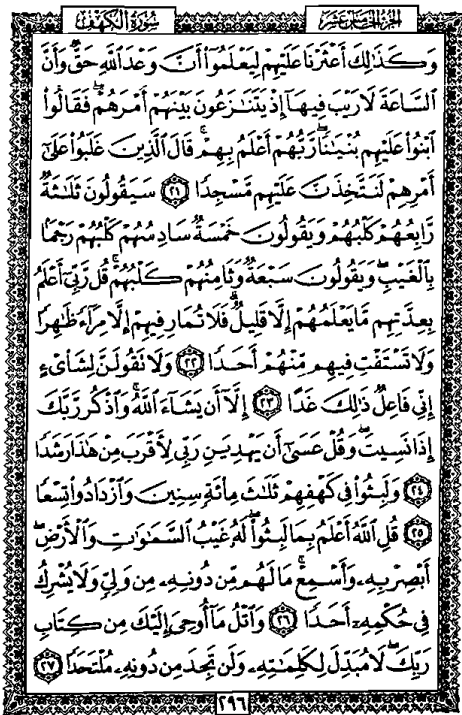 سُورَةُ الكَهْفِ الجزء الخامس عشر
وَكَذَٰلِكَ أَعْثَرْنَا عَلَيْهِمْ لِيَعْلَمُوٓا۟ أَنَّ وَعْدَ ٱللَّهِ حَقٌّ وَأَنَّ
ٱلسَّاعَةَ لَا رَيْبَ فِيهَآ إِذْ يَتَنَٰزَعُونَ بَيْنَهُمْ أَمْرَهُمْ ۖ فَقَالُوا۟
ٱبْنُوا۟ عَلَيْهِم بُنْيَٰنًا ۖ رَّبُّهُمْ أَعْلَمُ بِهِمْ ۚ قَالَ ٱلَّذِينَ غَلَبُوا۟ عَلَىٰٓ
أَمْرِهِمْ لَنَتَّخِذَنَّ عَلَيْهِم مَّسْجِدًا ٢١ سَيَقُولُونَ ثَلَٰثَةٌ
رَّابِعُهُمْ كَلْبُهُمْ وَيَقُولُونَ خَمْسَةٌ سَادِسُهُمْ كَلْبُهُمْ رَجْمًۢا
بِٱلْغَيْبِ ۖ وَيَقُولُونَ سَبْعَةٌ وَثَامِنُهُمْ كَلْبُهُمْ ۚ قُل رَّبِّىٓ أَعْلَمُ
بِعِدَّتِهِم مَّا يَعْلَمُهُمْ إِلَّا قَلِيلٌ ۗ فَلَا تُمَارِ فِيهِمْ إِلَّا مِرَآءً ظَٰهِرًا
وَلَا تَسْتَفْتِ فِيهِم مِّنْهُمْ أَحَدًا ٢٢ وَلَا تَقُولَنَّ لِشَا۟ىْءٍ
إِنِّى فَاعِلٌ ذَٰلِكَ غَدًا ٢٣ إِلَّآ أَن يَشَآءَ ٱللَّهُ ۚ وَٱذْكُر رَّبَّكَ
إِذَا نَسِيتَ وَقُلْ عَسَىٰٓ أَن يَهْدِيَنِ رَبِّى لِأَقْرَبَ مِنْ هَٰذَا رَشَدًا
٢٤ وَلَبِثُوا۟ فِى كَهْفِهِمْ ثَلَٰثَ مِا۟ئَةٍ سِنِينَ وَٱزْدَادُوا۟ تِسْعًا
٢٥ قُلِ ٱللَّهُ أَعْلَمُ بِمَا لَبِثُوا۟ ۖ لَهُۥ غَيْبُ ٱلسَّمَٰوَٰتِ وَٱلْأَرْضِ ۖ
أَبْصِرْ بِهِۦ وَأَسْمِعْ ۚ مَا لَهُم مِّن دُونِهِۦ مِن وَلِىٍّ وَلَا يُشْرِكُ
فِى حُكْمِهِۦٓ أَحَدًا ٢٦ وَٱتْلُ مَآ أُوحِىَ إِلَيْكَ مِن كِتَابِ
رَبِّكَ ۖ لَا مُبَدِّلَ لِكَلِمَٰتِهِۦ وَلَن تَجِدَ مِن دُونِهِۦ مُلْتَحَدًا ٢٧
٢٩٦